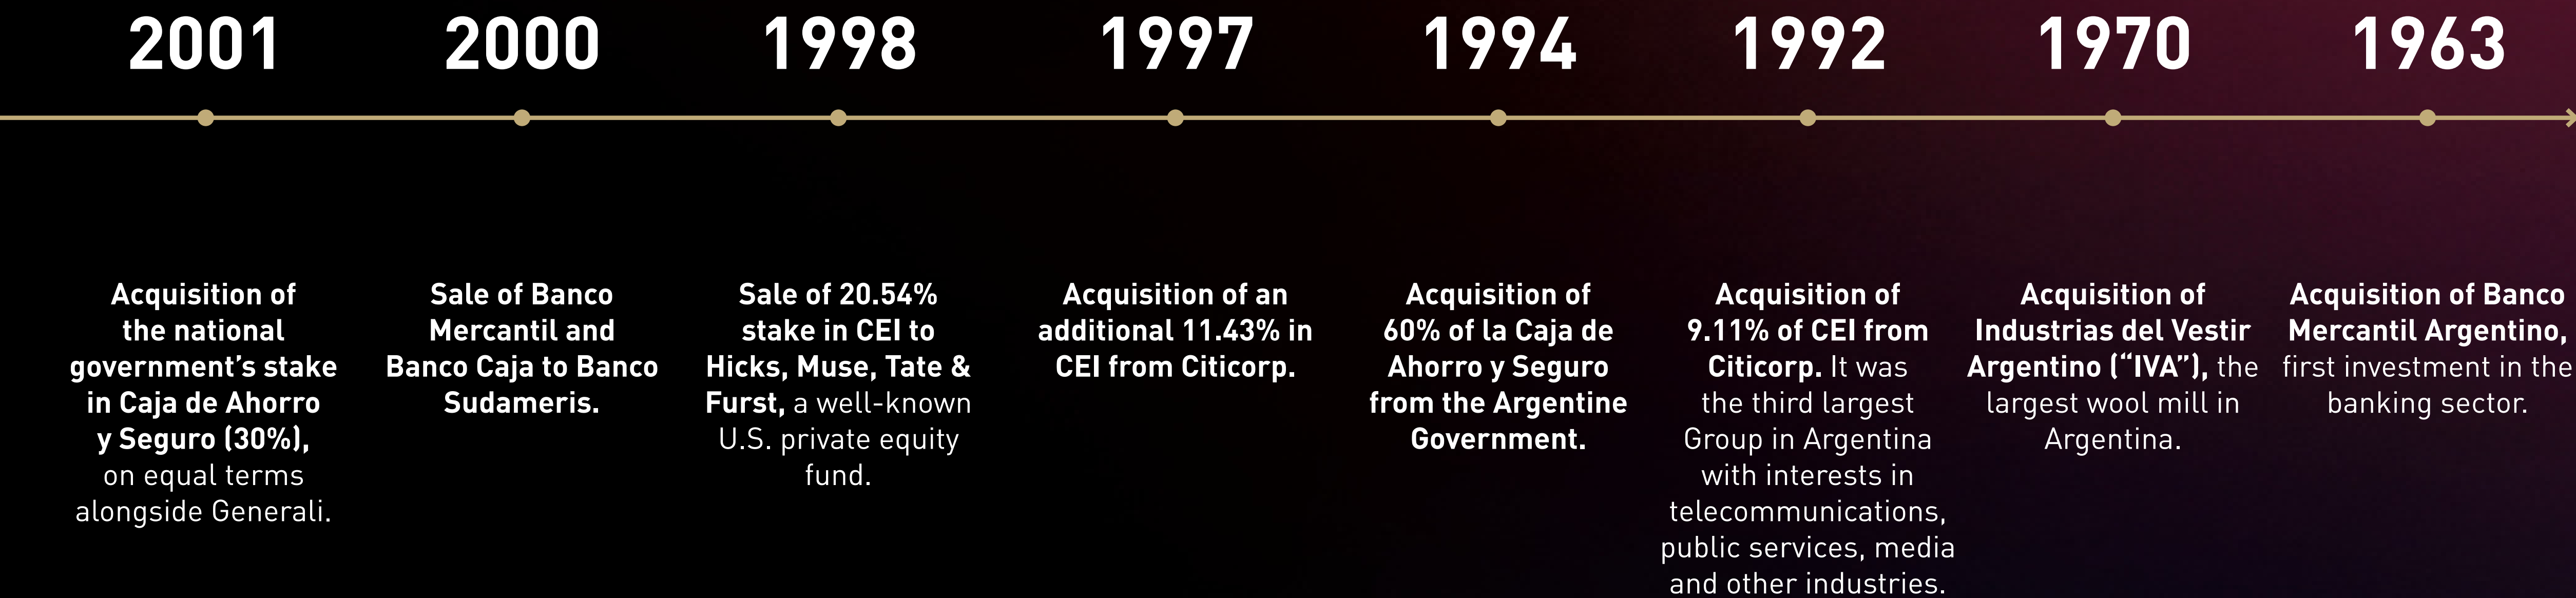 2001
Acquisition of
the national
government’s stake
in Caja de Ahorro
y Seguro (30%),
on equal terms
alongside Generali.
2000
Sale of Banco
Mercantil and
Banco Caja to Banco
Sudameris.
1998
Sale of 20.54%
stake in CEI to
Hicks, Muse, Tate &
Furst, a well-known
U.S. private equity
fund.
1997
Acquisition of an
additional 11.43% in
CEI from Citicorp.
1994
Acquisition of
60% of la Caja de
Ahorro y Seguro
from the Argentine
Government.
1992
Acquisition of
9.11% of CEI from
Citicorp. It was
the third largest
Group in Argentina
with interests in
telecommunications,
public services, media
and other industries.
1970
Acquisition of
Industrias del Vestir
Argentino (“IVA”), the
largest wool mill in
Argentina.
1963
Acquisition of Banco
Mercantil Argentino,
first investment in the
banking sector.